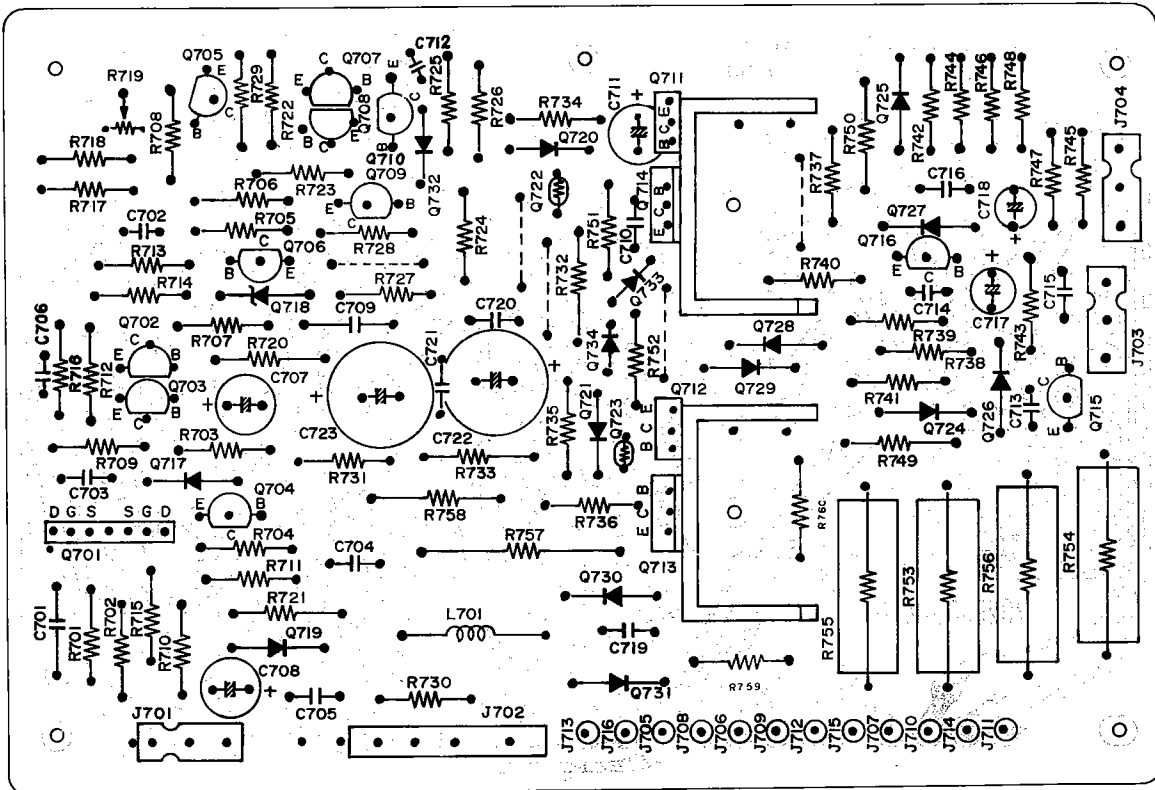 Q705
E
C
B
R719
R708
R718
R717
R729
R722
C
Q707
E
B
Q708
C
E
B
E
C
B
Q710
C712
R725
R726
Q732
R734
Q720
C711
+
Q711
E
C
B
Q714
B
C
E
R723
R706
R705
Q709
E
B
C
R728
R724
Q722
R751
C710
R732
Q733
C702
R713
R714
Q706
C
B
E
Q718
R727
C709
C720
R707
R720
Q702
E
B
C
Q703
E
B
C
C706
R716
R712
C707
+
C723
+
C721
C722
+
Q734
R752
R735
Q721
Q723
Q712
E
C
B
R709
C703
R703
Q717
R731
R733
R758
R736
R757
Q713
B
C
E
D G S S G D
Q701
Q704
E
B
C
R704
R711
C704
R721
Q719
L701
C701
R701
R702
R715
R710
C708
+
C705
R730
J701
J702
Q730
C719
Q731
R759
R760
Q728
Q729
R737
R750
Q725
R742
R744
R746
R748
R747
R745
J704
C716
C718
+
Q727
Q716
E
B
C
C714
R740
R739
R738
C717
+
R743
C715
J703
R741
Q724
R749
Q726
C713
C
B
E
Q715
R755
R753
R756
R754
J713
J716
J705
J708
J706
J709
J712
J715
J707
J710
J714
J711